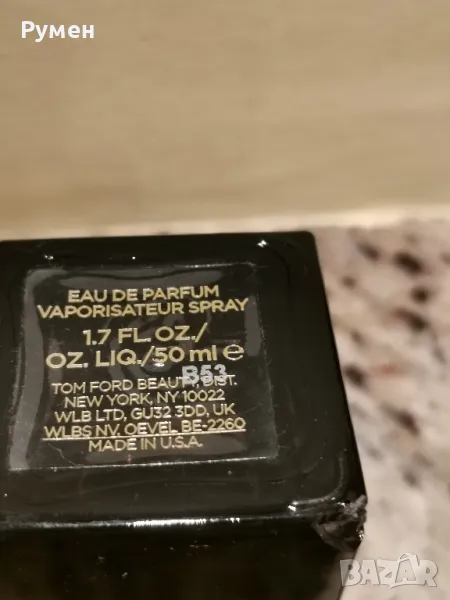 Румен
EAU DE PARFUM
VAPORISATEUR SPRAY
1.7 FL. OZ./
OZ. LIQ./50 ml e
B53
TOM FORD BEAUTY, DIST.
NEW YORK, NY 10022
WLB LTD, GU32 3DD, UK
WLBS NV. OEVEL BE-2260
MADE IN U.S.A.
BAZAR